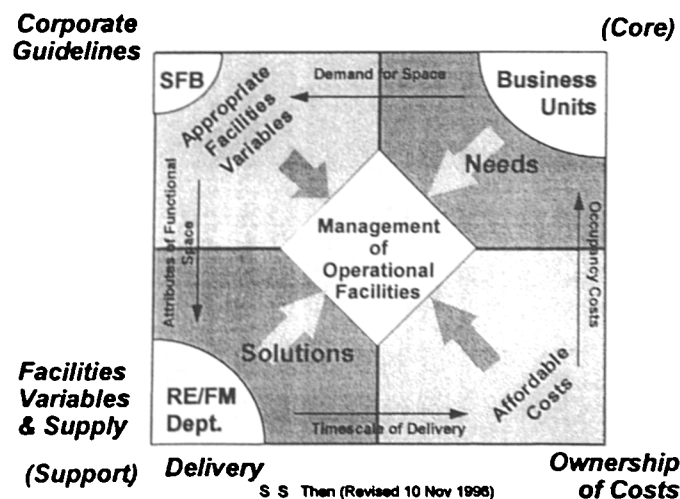 Corporate
Guidelines
(Core)
SFB
Demand for Space
Business
Units
Appropriate
Facilities
Variables
Needs
Attributes of Functional
Space
Management
of
Operational
Facilities
Occupancy Costs
Solutions
Affordable
Costs
Facilities
Variables
& Supply
RE/FM
Dept.
Timescale of Delivery
(Support)
Delivery
Ownership
of Costs
S S Then (Revised 10 Nov 1996)